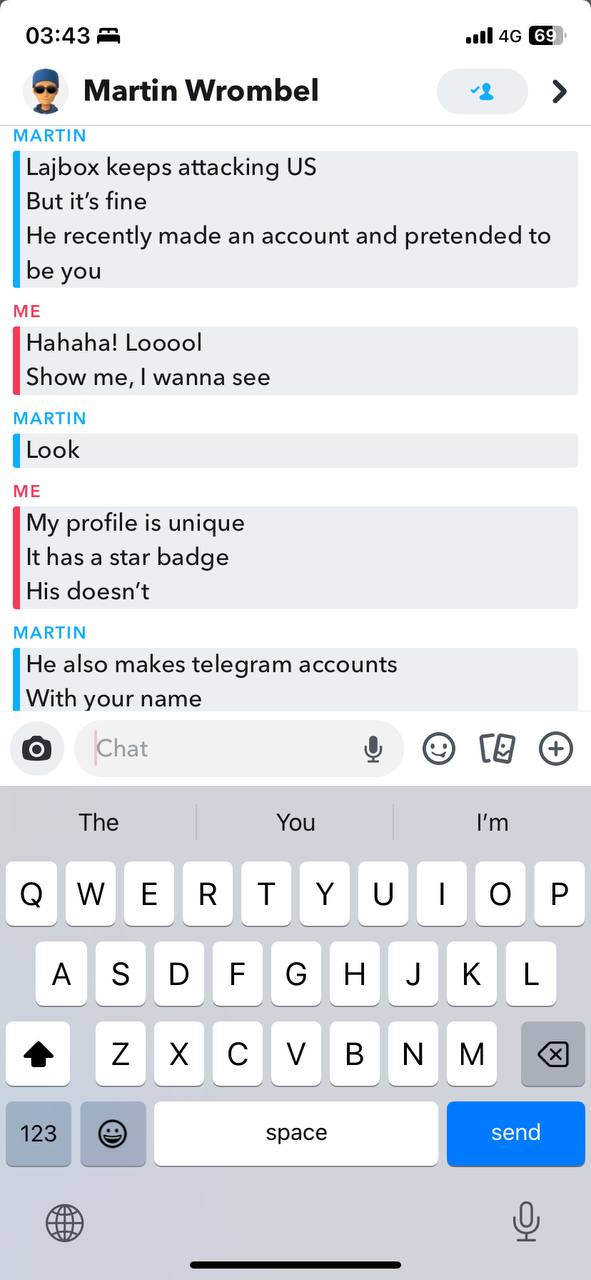 03:43
4G 69
Martin Wrombel
MARTIN
Lajbox keeps attacking US
But it’s fine
He recently made an account and pretended to
be you
ME
Hahaha! Looool
Show me, I wanna see
MARTIN
Look
ME
My profile is unique
It has a star badge
His doesn’t
MARTIN
He also makes telegram accounts
With your name
Chat
The You I’m
Q W E R T Y U I O P
A S D F G H J K L
Z X C V B N M
123 space send